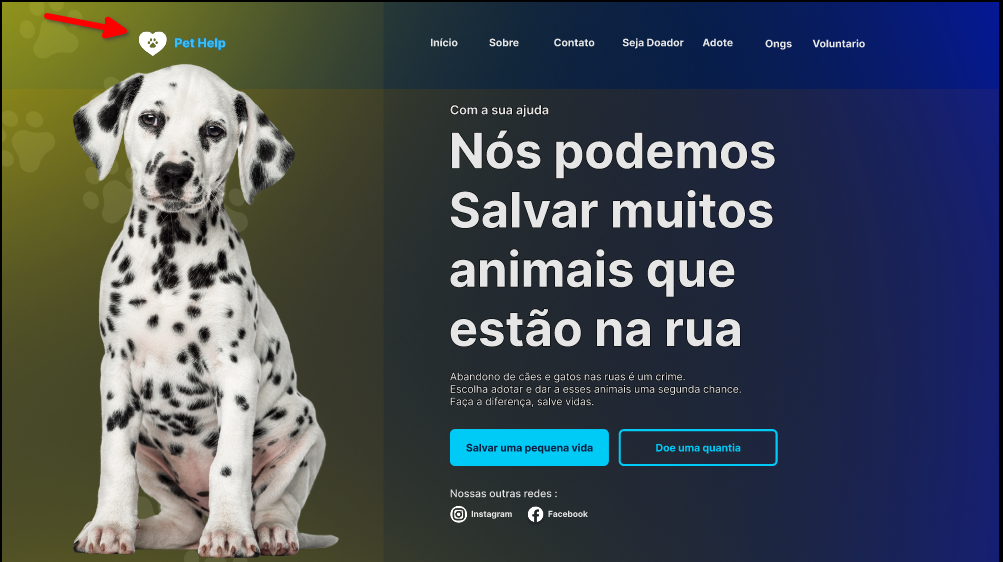 Pet Help
Início Sobre Contato Seja Doador Adote Ongs Voluntario
Com a sua ajuda
Nós podemos
Salvar muitos
animais que
estão na rua
Abandono de cães e gatos nas ruas é um crime.
Escolha adotar e dar a esses animais uma segunda chance.
Faça a diferença, salve vidas.
Salvar uma pequena vida Doe uma quantia
Nossas outras redes :
Instagram Facebook